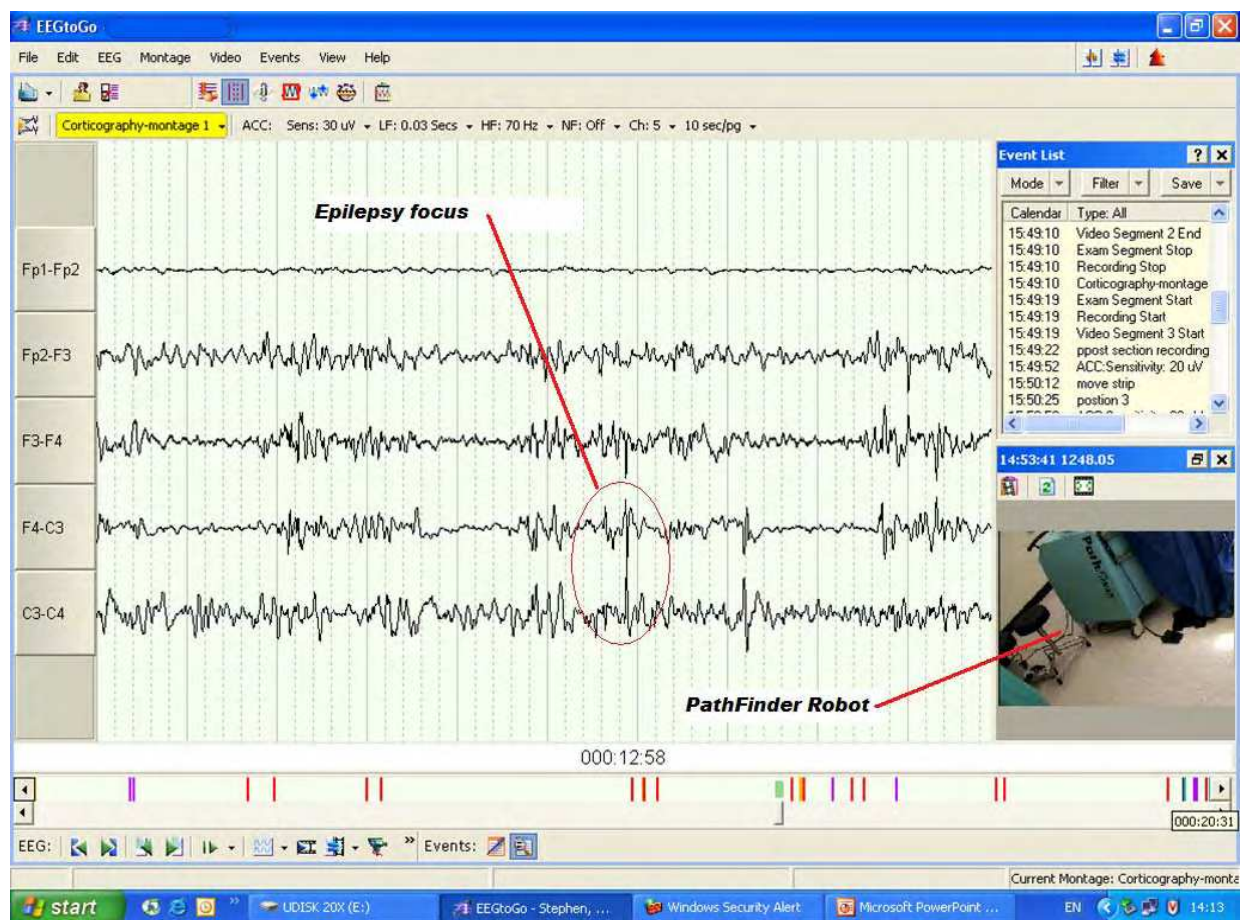 EEGtoGo
File Edit EEG Montage Video Events View Help
Corticography-montage 1 ACC: Sens: 30 uV LF: 0.03 Secs HF: 70 Hz NF: Off Ch: 5 10 sec/pg
Epilepsy focus
Fp1-Fp2
Fp2-F3
F3-F4
F4-C3
C3-C4
PathFinder Robot
Event List
Mode Filter Save
Calendar Type: All
15:49:10 Video Segment 2 End
15:49:10 Exam Segment Stop
15:49:10 Recording Stop
15:49:10 Corticography-montage
15:49:19 Exam Segment Start
15:49:19 Recording Start
15:49:19 Video Segment 3 Start
15:49:22 ppost section recording
15:49:52 ACC:Sensitivity: 20 uV
15:50:12 move strip
15:50:25 postion 3
14:53:41 1248.05
000:12:58
000:20:31
EEG: Events:
Current Montage: Corticography-monta
start UDISK 20X (E:) EEGtoGo - Stephen, ... Windows Security Alert Microsoft PowerPoint ... EN 14:13